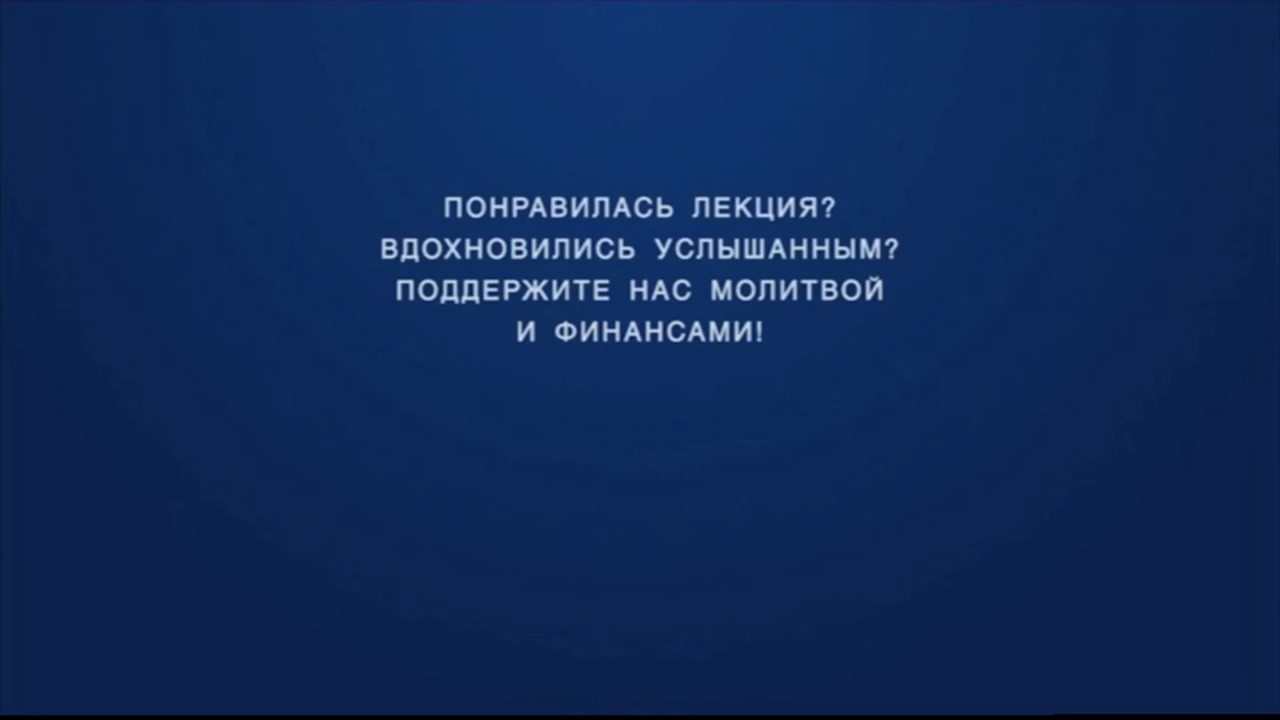 ПОНРАВИЛАСЬ ЛЕКЦИЯ?
ВДОХНОВИЛИСЬ УСЛЫШАННЫМ?
ПОДДЕРЖИТЕ НАС МОЛИТВОЙ
И ФИНАНСАМИ!